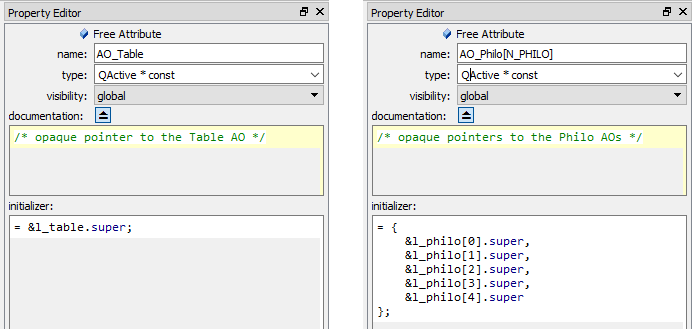 Property Editor
Free Attribute
name: AO_Table
type: QActive * const
visibility: global
documentation:
/* opaque pointer to the Table AO */
initializer:
= &l_table.super;
Property Editor
Free Attribute
name: AO_Philo[N_PHILO]
type: QActive * const
visibility: global
documentation:
/* opaque pointers to the Philo AOs */
initializer:
= {
    &l_philo[0].super,
    &l_philo[1].super,
    &l_philo[2].super,
    &l_philo[3].super,
    &l_philo[4].super
};